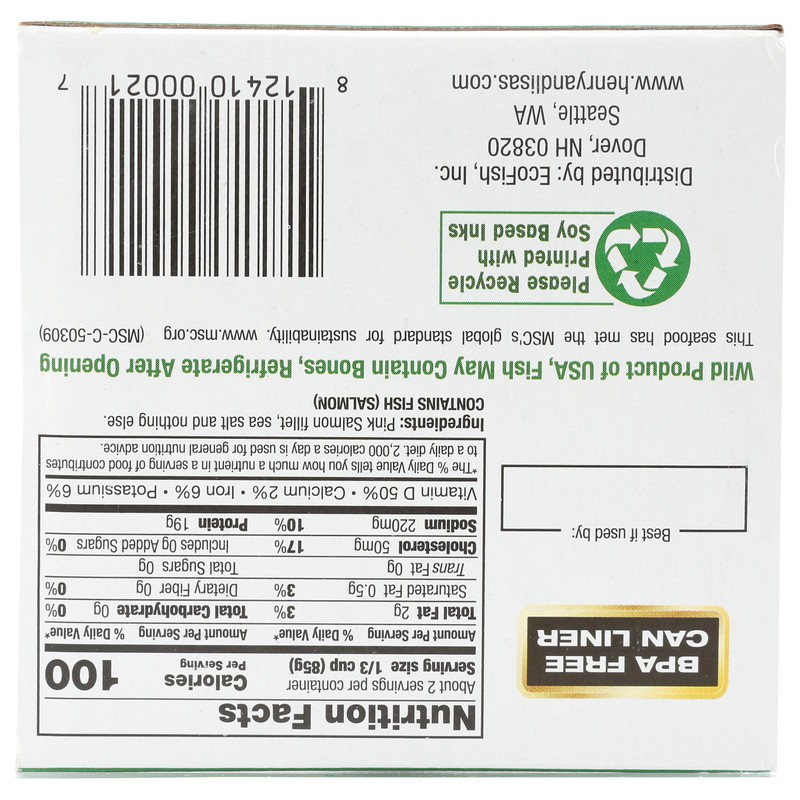 Nutrition Facts
About 2 servings per container
Serving size 1/3 cup (85g)
Calories
Per Serving
100
Amount Per Serving % Daily Value* Amount Per Serving % Daily Value*
Total Fat 2g 3% Total Carbohydrate 0g 0%
Saturated Fat 0.5g 3% Dietary Fiber 0g 0%
Trans Fat 0g Total Sugars 0g
Cholesterol 50mg 17% Includes 0g Added Sugars 0%
Sodium 220mg 10% Protein 19g
Vitamin D 50% • Calcium 2% • Iron 6% • Potassium 6%
*The % Daily Value tells you how much a nutrient in a serving of food contributes
to a daily diet. 2,000 calories a day is used for general nutrition advice.
Ingredients: Pink Salmon fillet, sea salt and nothing else.
CONTAINS FISH (SALMON)
BPA FREE
CAN LINER
Best if used by:
Wild Product of USA, Fish May Contain Bones, Refrigerate After Opening
This seafood has met the MSC's global standard for sustainability. www.msc.org (MSC-C-50309)
Please Recycle
Printed with
Soy Based Inks
Distributed by: EcoFish, Inc.
Dover, NH 03820
Seattle, WA
www.henryandlisas.com
8 12410 00021 7